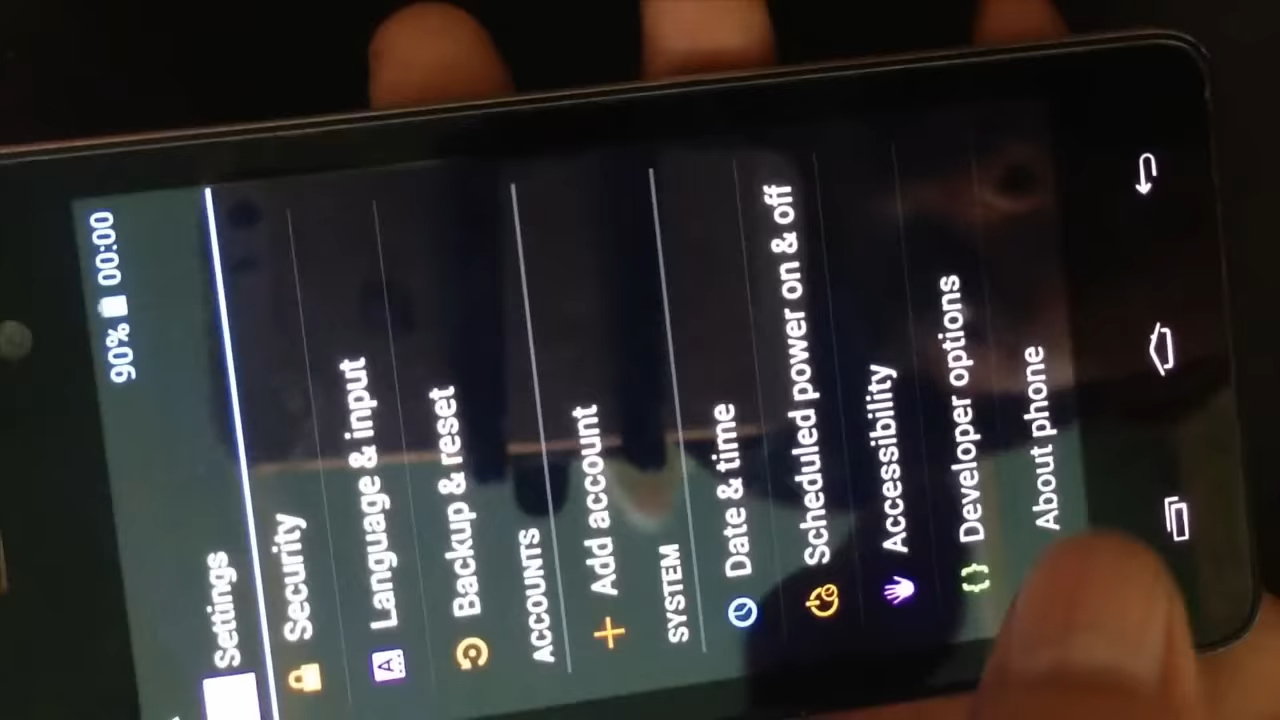 90% 00:00
Settings
Security
Language & input
Backup & reset
ACCOUNTS
Add account
SYSTEM
Date & time
Scheduled power on & off
Accessibility
Developer options
About phone